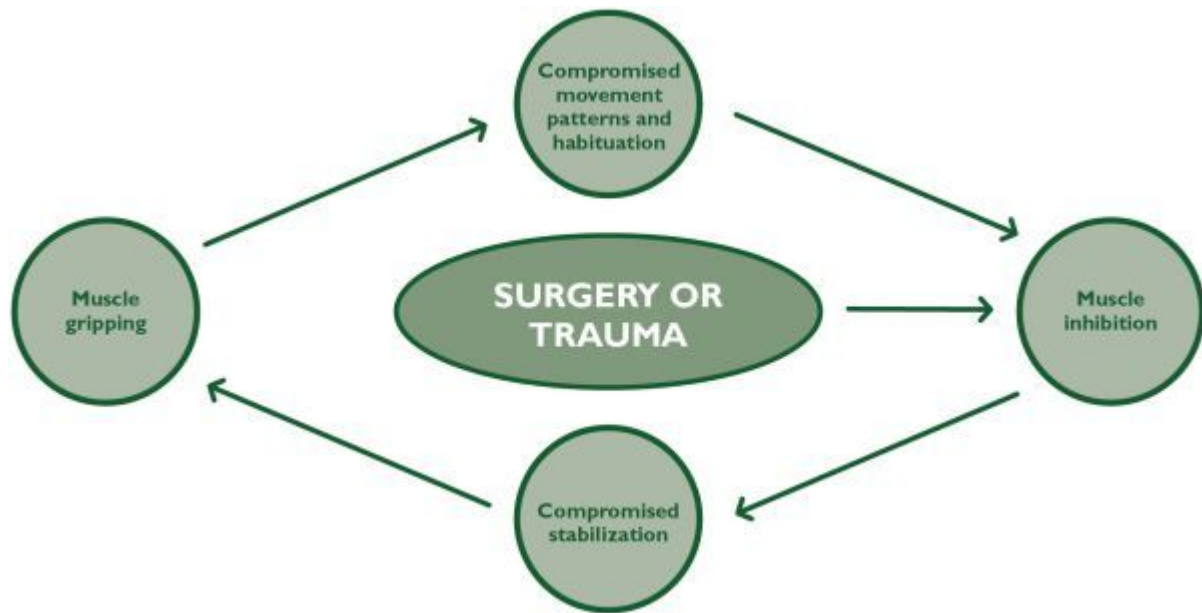 Compromised
movement
patterns and
habituation
Muscle
gripping
SURGERY OR
TRAUMA
Muscle
inhibition
Compromised
stabilization